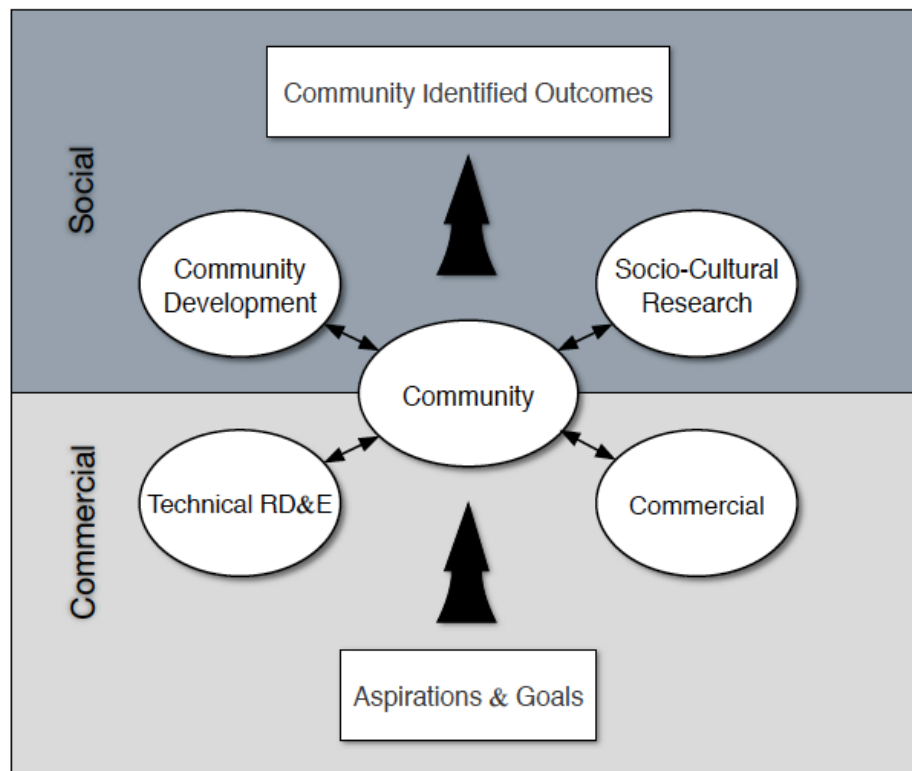 Community Identified Outcomes
Social
Community
Development
Socio-Cultural
Research
Community
Commercial
Technical RD&E
Commercial
Aspirations & Goals